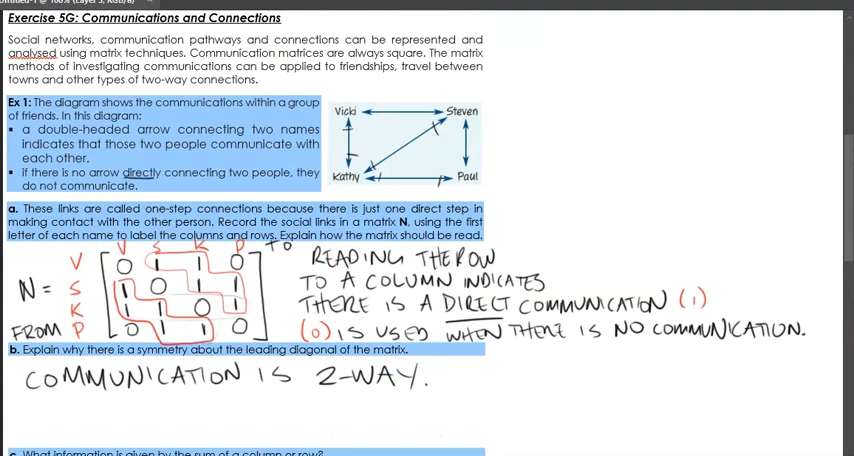 Exercise 5G: Communications and Connections
Social networks, communication pathways and connections can be represented and
analysed using matrix techniques. Communication matrices are always square. The matrix
methods of investigating communications can be applied to friendships, travel between
towns and other types of two-way connections.
Ex 1: The diagram shows the communications within a group
of friends. In this diagram:
▪ a double-headed arrow connecting two names
indicates that those two people communicate with
each other.
▪ if there is no arrow directly connecting two people, they
do not communicate.
Vicki Steven
Kathy Paul
a. These links are called one-step connections because there is just one direct step in
making contact with the other person. Record the social links in a matrix N, using the first
letter of each name to label the columns and rows. Explain how the matrix should be read.
V S K P TO
V 0 1 1 0
N = S 1 0 1 1
K 1 1 0 1
FROM P 0 1 1 0
READING THE ROW
TO A COLUMN INDICATES
THERE IS A DIRECT COMMUNICATION (1)
(0) IS USED WHEN THERE IS NO COMMUNICATION.
b. Explain why there is a symmetry about the leading diagonal of the matrix.
COMMUNICATION IS 2-WAY.
c. What information is given by the sum of a column or row?